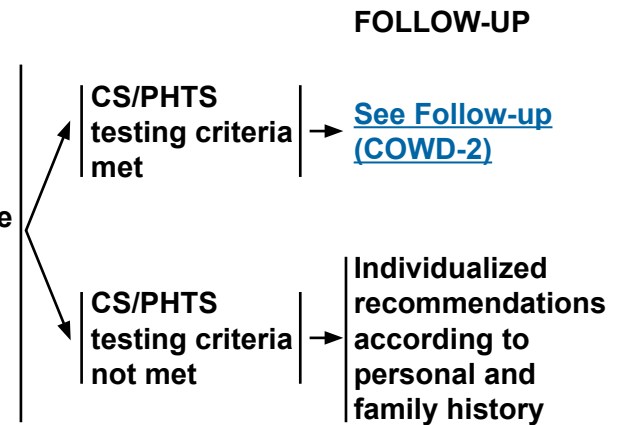 FOLLOW-UP
CS/PHTS
testing criteria
met
See Follow-up
(COWD-2)
e
CS/PHTS
testing criteria
not met
Individualized
recommendations
according to
personal and
family history